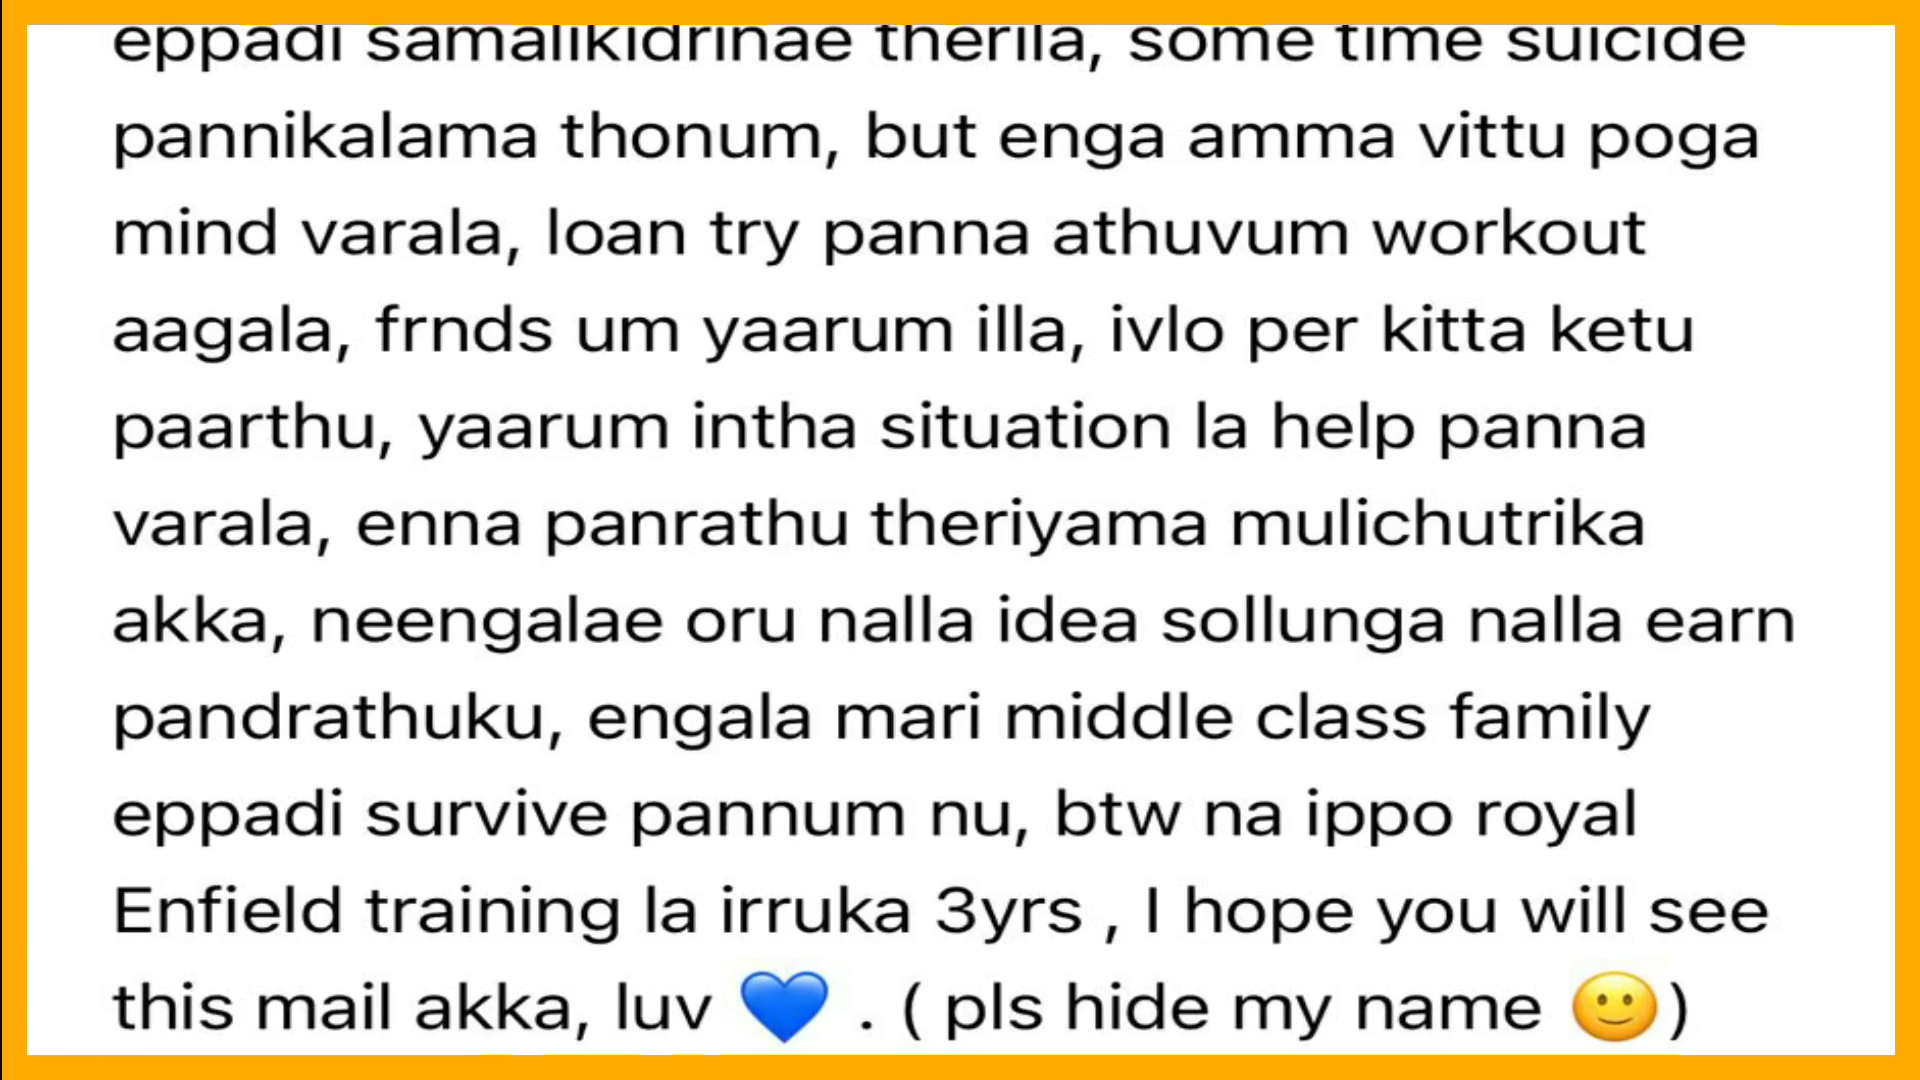 eppadi samalikidrinae therila, some time suicide
pannikalama thonum, but enga amma vittu poga
mind varala, loan try panna athuvum workout
aagala, frnds um yaarum illa, ivlo per kitta ketu
paarthu, yaarum intha situation la help panna
varala, enna panrathu theriyama mulichutrika
akka, neengalae oru nalla idea sollunga nalla earn
pandrathuku, engala mari middle class family
eppadi survive pannum nu, btw na ippo royal
Enfield training la irruka 3yrs , I hope you will see
this mail akka, luv 💙 . ( pls hide my name 🙂)